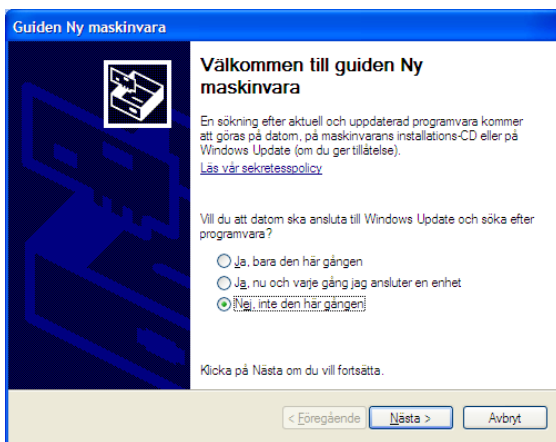 Guiden Ny maskinvara
Välkommen till guiden Ny
maskinvara
En sökning efter aktuell och uppdaterad programvara kommer
att göras på datorn, på maskinvarans installations-CD eller på
Windows Update (om du ger tillåtelse).
Läs vår sekretesspolicy
Vill du att datorn ska ansluta till Windows Update och söka efter
programvara?
Ja, bara den här gången
Ja, nu och varje gång jag ansluter en enhet
Nej, inte den här gången
Klicka på Nästa om du vill fortsätta.
< Föregående Nästa > Avbryt